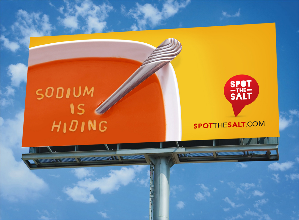 SODIUM
IS
HIDING
SPOT
THE
SALT
SPOTTHESALT.COM